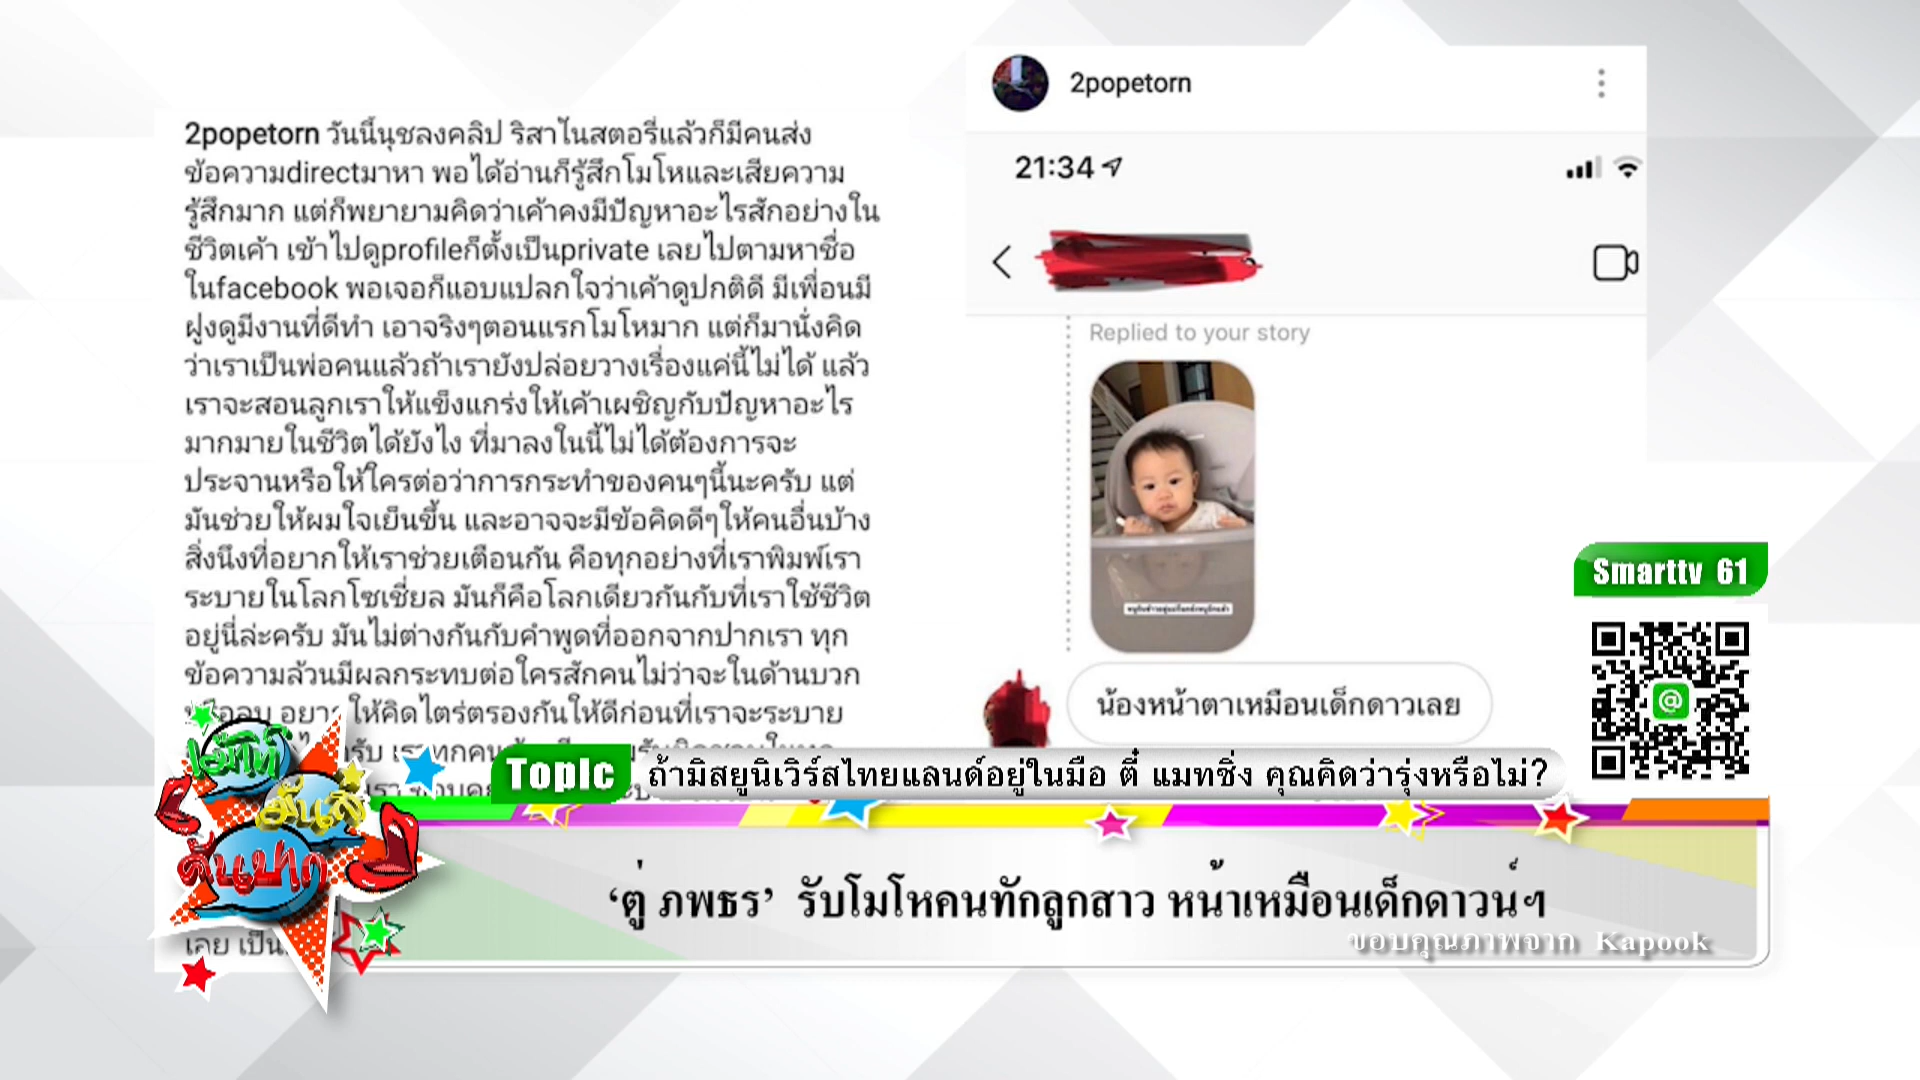 2popetorn วันนี้นุชลงคลิป ริสาในสตอรี่แล้วก็มีคนส่ง
ข้อความdirectมาหา พอได้อ่านก็รู้สึกโมโหและเสียความ
รู้สึกมาก แต่ก็พยายามคิดว่าเค้าคงมีปัญหาอะไรสักอย่างใน
ชีวิตเค้า เข้าไปดูprofileก็ตั้งเป็นprivate เลยไปตามหาชื่อ
ในfacebook พอเจอก็แอบแปลกใจว่าเค้าดูปกติดี มีเพื่อนมี
ฝูงดูมีงานที่ดีทำ เอาจริงๆตอนแรกโมโหมาก แต่ก็มานั่งคิด
ว่าเราเป็นพ่อคนแล้วถ้าเรายังปล่อยวางเรื่องแค่นี้ไม่ได้ แล้ว
เราจะสอนลูกเราให้แข็งแกร่งให้เค้าเผชิญกับปัญหาอะไร
มากมายในชีวิตได้ยังไง ที่มาลงในนี้ไม่ได้ต้องการจะ
ประจานหรือให้ใครต่อว่าการกระทำของคนๆนี้นะครับ แต่
มันช่วยให้ผมใจเย็นขึ้น และอาจจะมีข้อคิดดีๆให้คนอื่นบ้าง
สิ่งนึงที่อยากให้เราช่วยเตือนกัน คือทุกอย่างที่เราพิมพ์เรา
ระบายในโลกโซเชี่ยล มันก็คือโลกเดียวกันกับที่เราใช้ชีวิต
อยู่นี่ล่ะครับ มันไม่ต่างกันกับคำพูดที่ออกจากปากเรา ทุก
ข้อความล้วนมีผลกระทบต่อใครสักคนไม่ว่าจะในด้านบวก
ให้คิดไตร่ตรองกันให้ดีก่อนที่เราจะระบาย
เลย
2popetorn
21:34
Replied to your story
น้องหน้าตาเหมือนเด็กดาวเลย
Smarttv 61
Topic ถ้ามิสยูนิเวิร์สไทยแลนด์อยู่ในมือ ตี๋ แมทชิ่ง คุณคิดว่ารุ่งหรือไม่?
เม้าท์
มันส์
คันปาก
‘ตู่ ภพธร’ รับโมโหคนทักลูกสาว หน้าเหมือนเด็กดาวน์ฯ
ขอบคุณภาพจาก Kapook